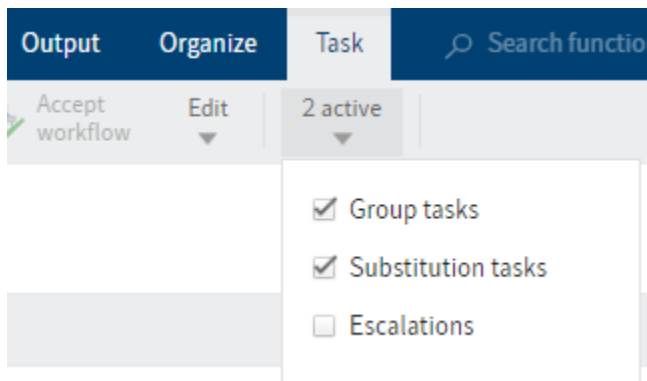 Output Organize Task Search functio
Accept workflow Edit 2 active
Group tasks
Substitution tasks
Escalations